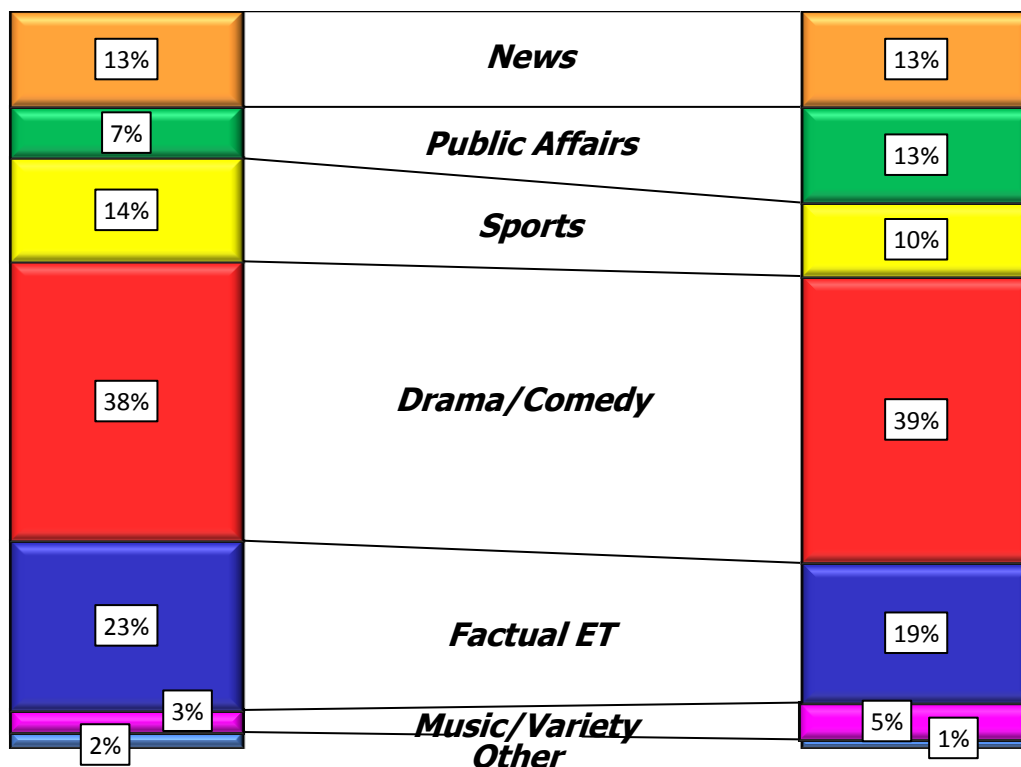 13% News 13%
7% Public Affairs 13%
14% Sports 10%
38% Drama/Comedy 39%
23% Factual ET 19%
3% Music/Variety 5%
2% Other 1%